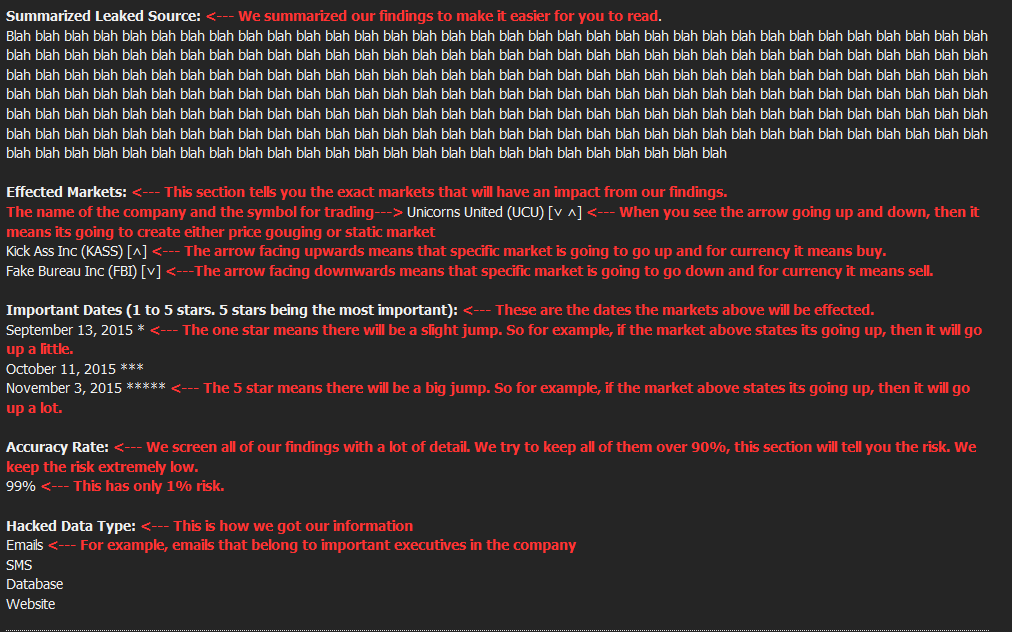 Summarized Leaked Source: <--- We summarized our findings to make it easier for you to read.
Blah blah blah blah blah blah blah blah blah blah blah blah blah blah blah blah blah blah blah blah blah blah blah blah blah blah blah blah blah blah blah blah blah blah
blah blah blah blah blah blah blah blah blah blah blah blah blah blah blah blah blah blah blah blah blah blah blah blah blah blah blah blah blah blah blah blah blah blah
blah blah blah blah blah blah blah blah blah blah blah blah blah blah blah blah blah blah blah blah blah blah blah blah blah blah blah blah blah blah blah blah blah blah
blah blah blah blah blah blah blah blah blah blah blah blah blah blah blah blah blah blah blah blah blah blah blah blah blah blah blah blah blah blah blah blah blah blah
blah blah blah blah blah blah blah blah blah blah blah blah blah blah blah blah blah blah blah blah blah blah blah blah blah blah blah blah blah blah blah blah blah blah
blah blah blah blah blah blah blah blah blah blah blah blah blah blah blah blah blah blah blah blah blah blah blah blah blah blah blah blah blah blah blah blah blah blah
blah blah blah blah blah blah blah blah blah blah blah blah blah blah blah blah blah blah blah blah blah blah blah blah blah
Effected Markets: <--- This section tells you the exact markets that will have an impact from our findings.
The name of the company and the symbol for trading---> Unicorns United (UCU) [˅ ˄] <--- When you see the arrow going up and down, then it
means its going to create either price gouging or static market
Kick Ass Inc (KASS) [˄] <--- The arrow facing upwards means that specific market is going to go up and for currency it means buy.
Fake Bureau Inc (FBI) [˅] <---The arrow facing downwards means that specific market is going to go down and for currency it means sell.
Important Dates (1 to 5 stars. 5 stars being the most important): <--- These are the dates the markets above will be effected.
September 13, 2015 * <--- The one star means there will be a slight jump. So for example, if the market above states its going up, then it will go
up a little.
October 11, 2015 ***
November 3, 2015 ***** <--- The 5 star means there will be a big jump. So for example, if the market above states its going up, then it will go
up a lot.
Accuracy Rate: <--- We screen all of our findings with a lot of detail. We try to keep all of them over 90%, this section will tell you the risk. We
keep the risk extremely low.
99% <--- This has only 1% risk.
Hacked Data Type: <--- This is how we got our information
Emails <--- For example, emails that belong to important executives in the company
SMS
Database
Website